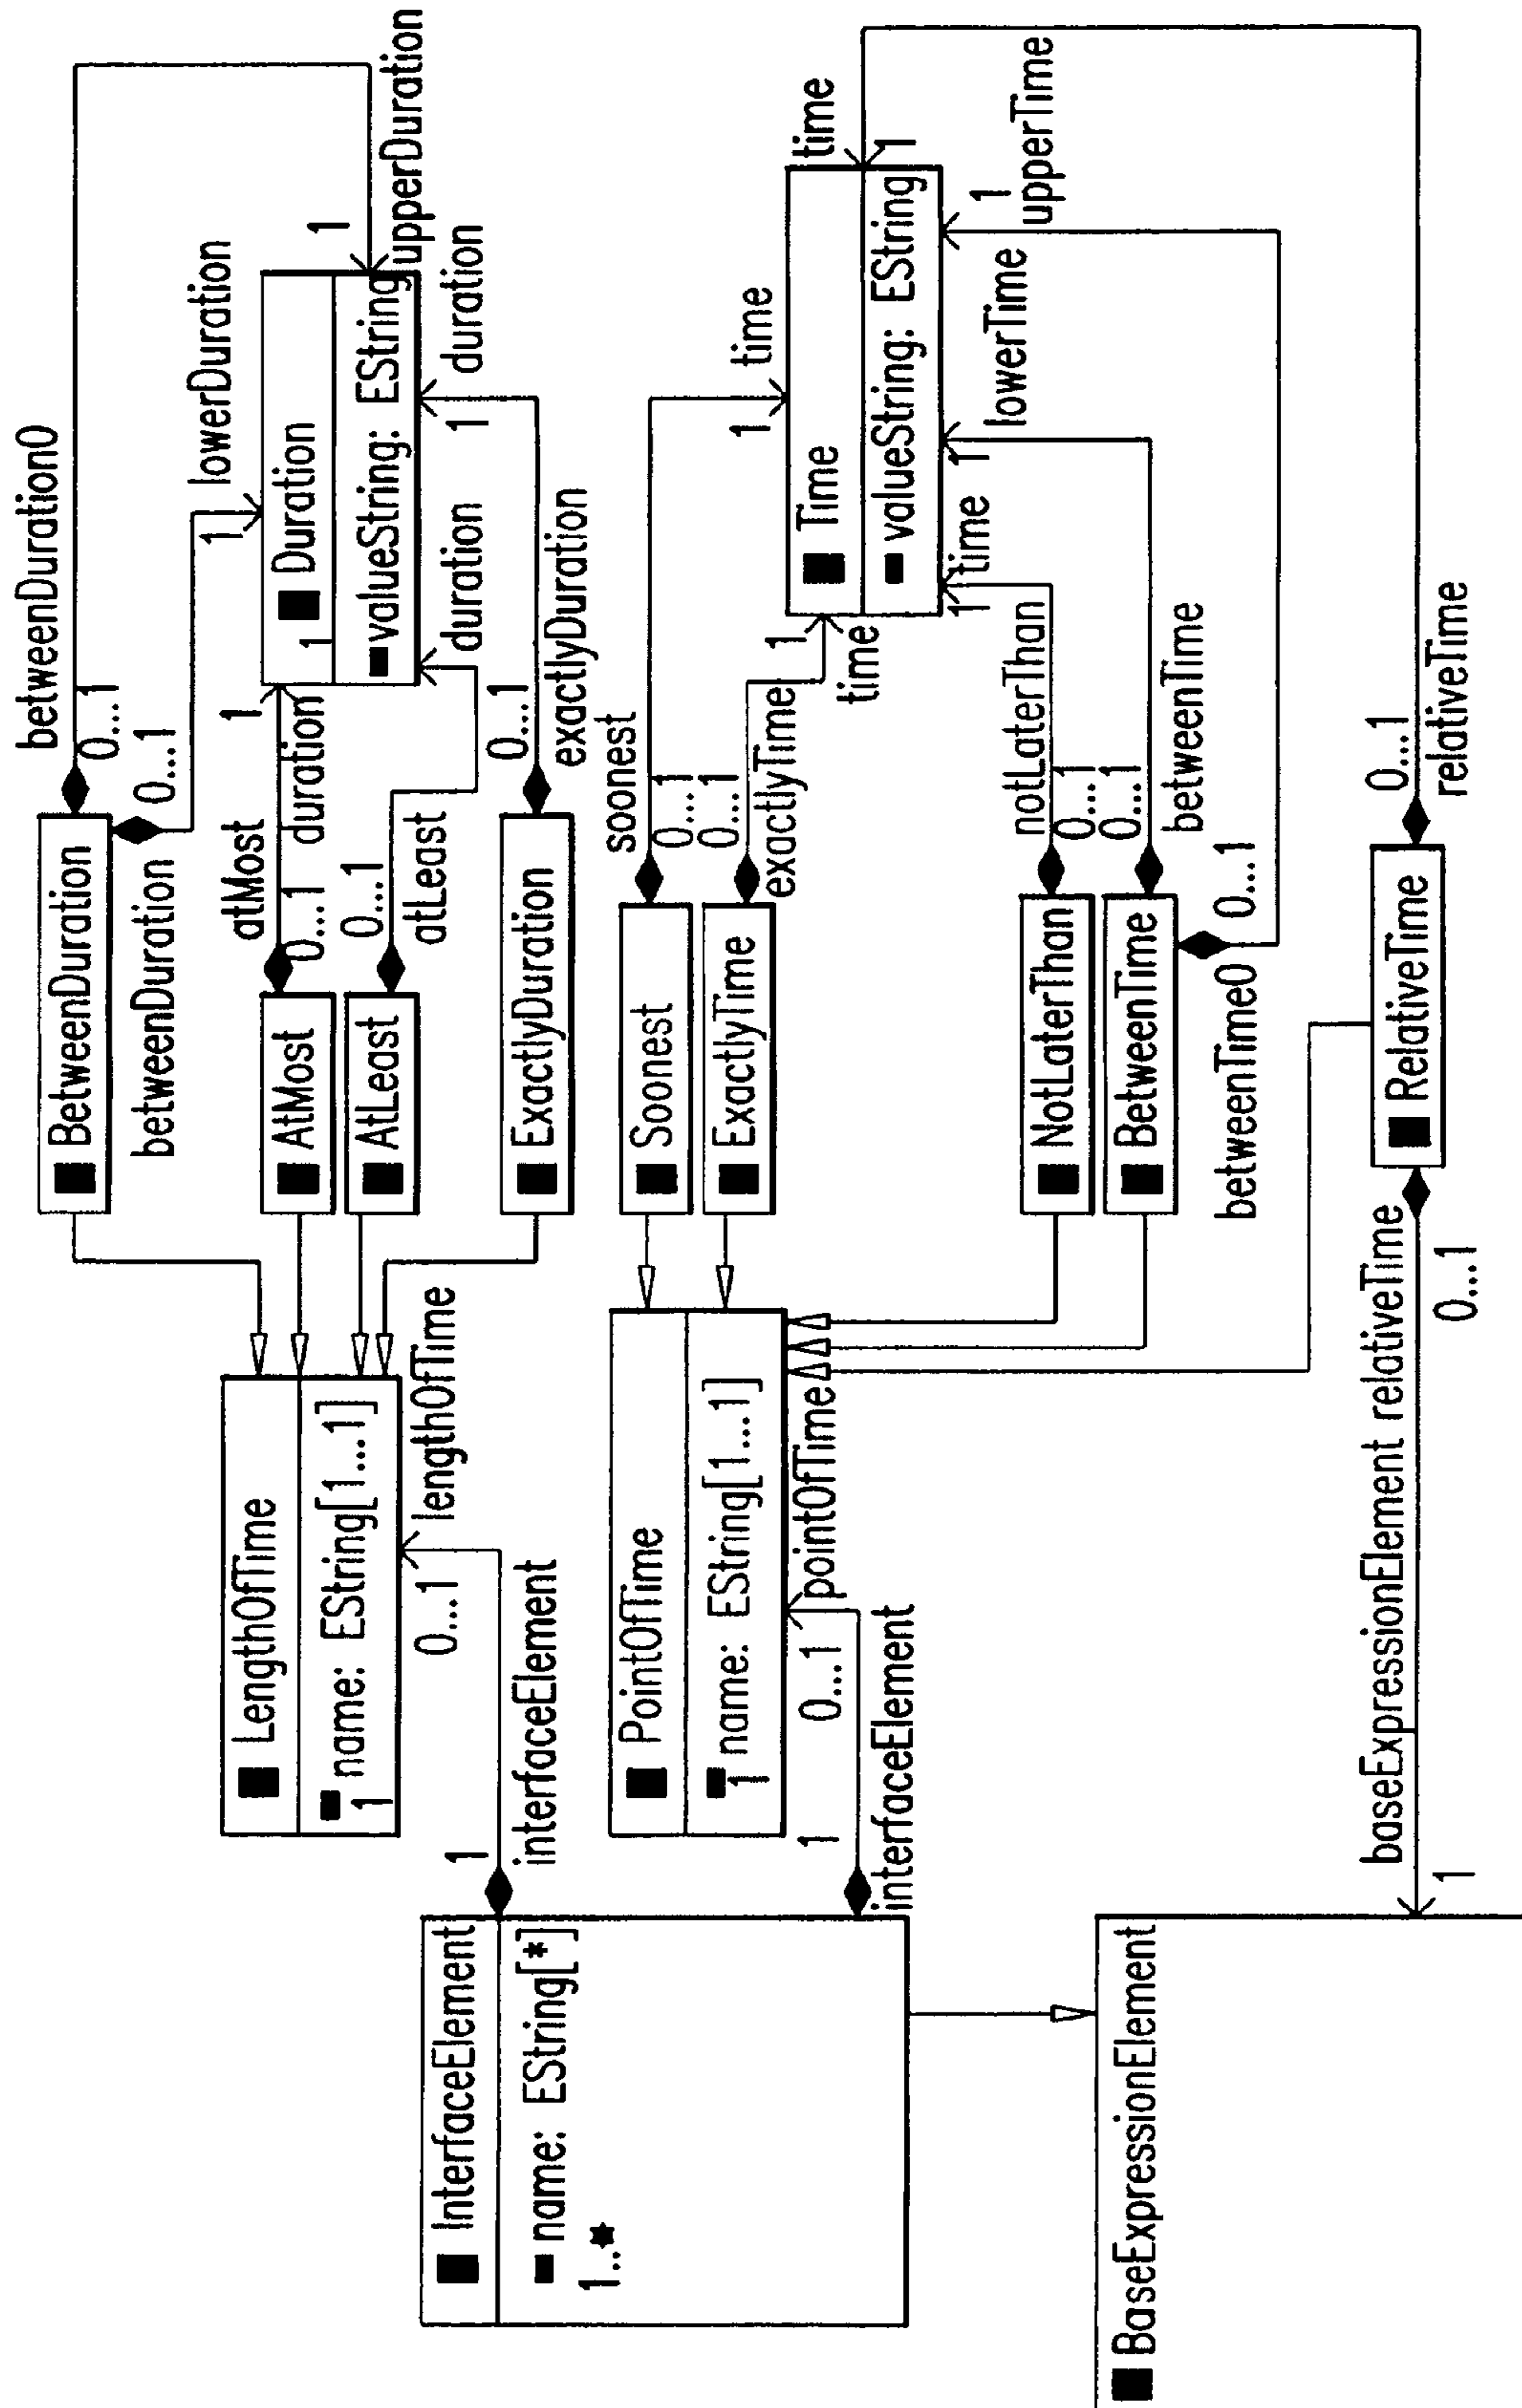 betweenDuration0
0...1
BetweenDuration
betweenDuration
0...1
lowerDuration
1
1
upperDuration
atMost
0...1
duration
1
AtMost
AtLeast
0...1
atLeast
duration
1
Duration
valueString: EString
duration
1
ExactlyDuration
0...1
exactlyDuration
LengthOfTime
name: EString[1...1]
1
lengthOfTime
0...1
1
interfaceElement
InterfaceElement
name: EString[*]
1..*
soonest
0...1
Soonest
time
1
ExactlyTime
0...1
exactlyTime
1
time
Time
valueString: EString
time
1
PointOfTime
name: EString[1...1]
1
pointOfTime
0...1
1
interfaceElement
NotLaterThan
notLaterThan
0...1
time
1
BetweenTime
0...1
betweenTime
lowerTime
1
betweenTime0
0...1
1
upperTime
RelativeTime
0...1
relativeTime
BaseExpressionElement
baseExpressionElement relativeTime
1
0...1